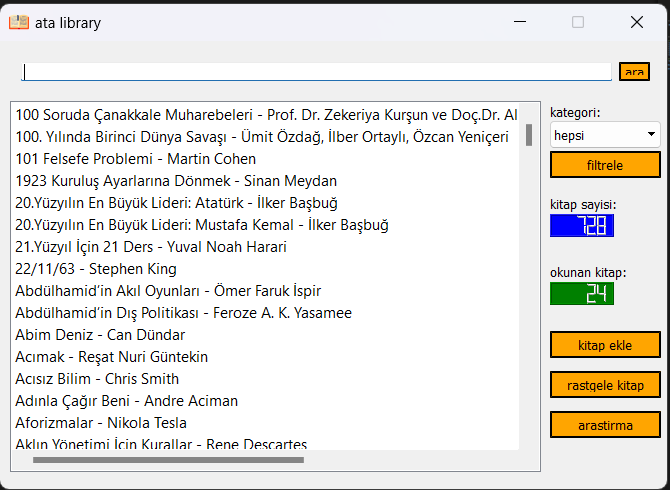 ata library
ara
100 Soruda Çanakkale Muharebeleri - Prof. Dr. Zekeriya Kurşun ve Doç.Dr. Al
100. Yılında Birinci Dünya Savaşı - Ümit Özdağ, İlber Ortaylı, Özcan Yeniçeri
101 Felsefe Problemi - Martin Cohen
1923 Kuruluş Ayarlarına Dönmek - Sinan Meydan
20.Yüzyılın En Büyük Lideri: Atatürk - İlker Başbuğ
20.Yüzyılın En Büyük Lideri: Mustafa Kemal - İlker Başbuğ
21.Yüzyıl İçin 21 Ders - Yuval Noah Harari
22/11/63 - Stephen King
Abdülhamid’in Akıl Oyunları - Ömer Faruk İspir
Abdülhamid’in Dış Politikası - Feroze A. K. Yasamee
Abim Deniz - Can Dündar
Acımak - Reşat Nuri Güntekin
Acısız Bilim - Chris Smith
Adınla Çağır Beni - Andre Aciman
Aforizmalar - Nikola Tesla
Aklın Yönetimi İçin Kurallar - Rene Descartes
kategori:
hepsi
filtrele
kitap sayisi:
728
okunan kitap:
24
kitap ekle
rastgele kitap
arastirma